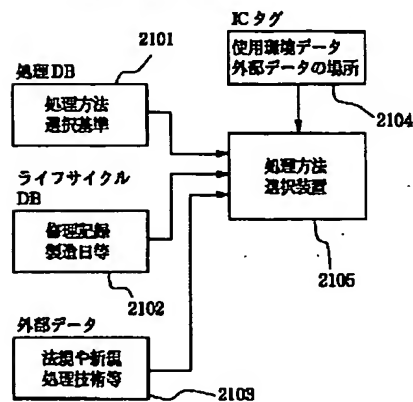 処理DB
2101
処理方法
選択基準
ライフサイクル
DB
修理記録
製造日等
2102
外部データ
法規や新規
処理技術等
2103
ICタグ
使用環境データ
外部データの場所
2104
処理方法
選択装置
2105